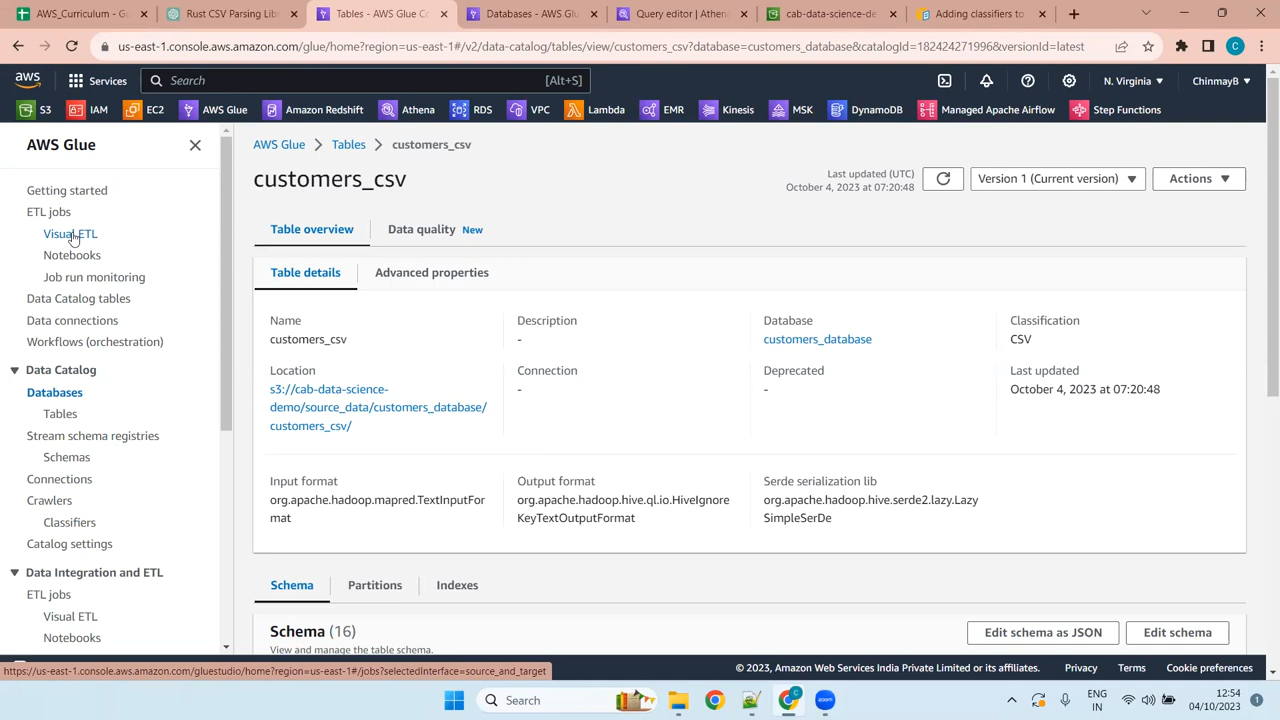 AWS_Curriculum - G
Rust CSV Parsing Lib
Tables - AWS Glue Co
Databases - AWS Glu
Query editor | Athen
cab-data-science-de
Adding classifiers to
us-east-1.console.aws.amazon.com/glue/home?region=us-east-1#/v2/data-catalog/tables/view/customers_csv?database=customers_database&catalogId=182424271996&versionId=latest
C
aws
Services
Search
[Alt+S]
N. Virginia
ChinmayB
S3
IAM
EC2
AWS Glue
Amazon Redshift
Athena
RDS
VPC
Lambda
EMR
Kinesis
MSK
DynamoDB
Managed Apache Airflow
Step Functions
AWS Glue
Getting started
ETL jobs
Visual ETL
Notebooks
Job run monitoring
Data Catalog tables
Data connections
Workflows (orchestration)
Data Catalog
Databases
Tables
Stream schema registries
Schemas
Connections
Crawlers
Classifiers
Catalog settings
Data Integration and ETL
ETL jobs
Visual ETL
Notebooks
AWS Glue > Tables > customers_csv
customers_csv
Last updated (UTC)
October 4, 2023 at 07:20:48
Version 1 (Current version)
Actions
Table overview
Data quality New
Table details
Advanced properties
Name
customers_csv
Description
-
Database
customers_database
Classification
CSV
Location
s3://cab-data-science-
demo/source_data/customers_database/
customers_csv/
Connection
-
Deprecated
-
Last updated
October 4, 2023 at 07:20:48
Input format
org.apache.hadoop.mapred.TextInputFor
mat
Output format
org.apache.hadoop.hive.ql.io.HiveIgnore
KeyTextOutputFormat
Serde serialization lib
org.apache.hadoop.hive.serde2.lazy.Lazy
SimpleSerDe
Schema
Partitions
Indexes
Schema (16)
View and manage the table schema.
Edit schema as JSON
Edit schema
https://us-east-1.console.aws.amazon.com/gluestudio/home?region=us-east-1#/jobs?selectedInterface=source_and_target
© 2023, Amazon Web Services India Private Limited or its affiliates.
Privacy
Terms
Cookie preferences
Search
C
zoom
ENG
IN
12:54
04/10/2023
1